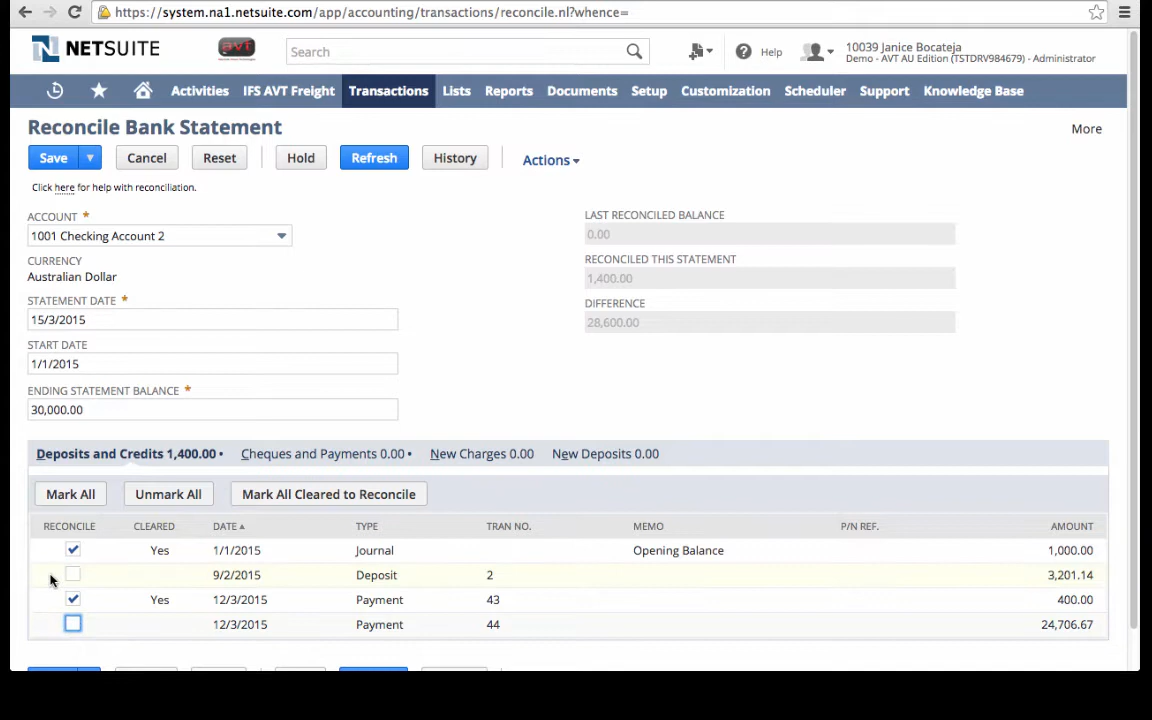 https://system.na1.netsuite.com/app/accounting/transactions/reconcile.nl?whence=
NETSUITE
avt
Search
Help
10039 Janice Bocateja
Demo - AVT AU Edition (TSTDRV984679) - Administrator
Activities IFS AVT Freight Transactions Lists Reports Documents Setup Customization Scheduler Support Knowledge Base
Reconcile Bank Statement
More
Save Cancel Reset Hold Refresh History Actions
Click here for help with reconciliation.
ACCOUNT *
1001 Checking Account 2
CURRENCY
Australian Dollar
STATEMENT DATE *
15/3/2015
START DATE
1/1/2015
ENDING STATEMENT BALANCE *
30,000.00
LAST RECONCILED BALANCE
0.00
RECONCILED THIS STATEMENT
1,400.00
DIFFERENCE
28,600.00
Deposits and Credits 1,400.00 • Cheques and Payments 0.00 • New Charges 0.00 New Deposits 0.00
Mark All Unmark All Mark All Cleared to Reconcile
RECONCILE CLEARED DATE TYPE TRAN NO. MEMO P/N REF. AMOUNT
Yes 1/1/2015 Journal Opening Balance 1,000.00
9/2/2015 Deposit 2 3,201.14
Yes 12/3/2015 Payment 43 400.00
12/3/2015 Payment 44 24,706.67